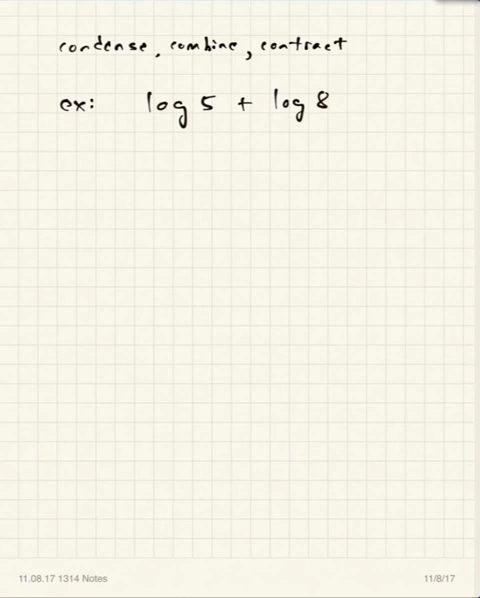 condense, combine, contract
ex: log 5 + log 8
11.08.17 1314 Notes
11/8/17